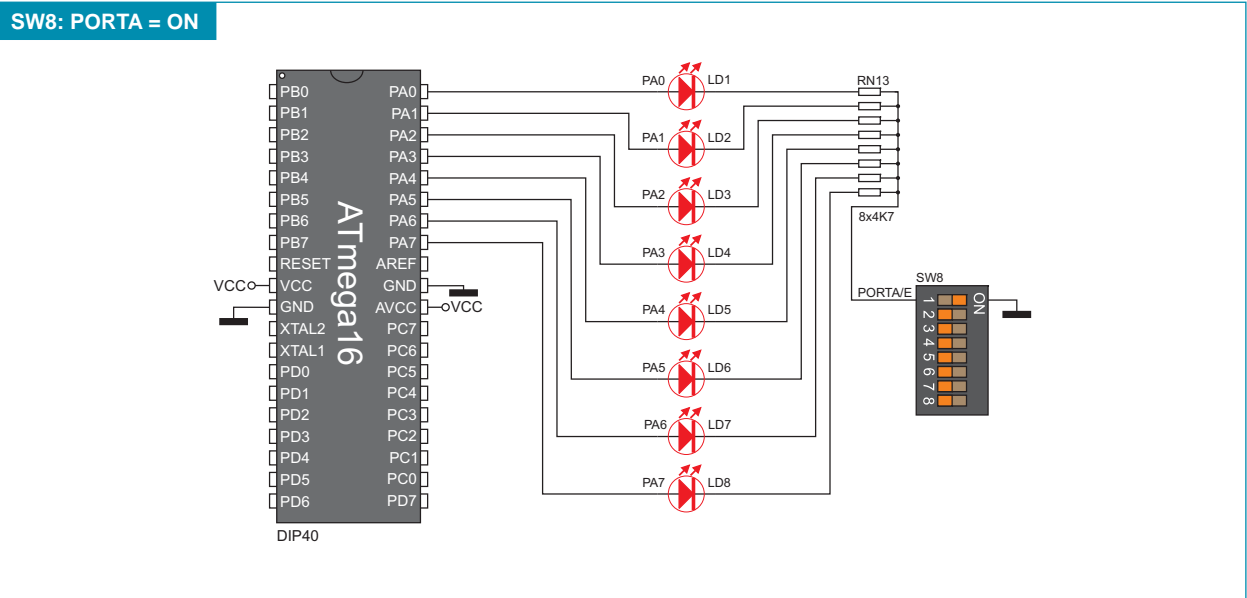 SW8: PORTA = ON
PB0 PA0
PB1 PA1
PB2 PA2
PB3 PA3
PB4 PA4
PB5 PA5
PB6 PA6
PB7 PA7
RESET AREF
VCC VCC GND
GND AVCC VCC
XTAL2 PC7
XTAL1 PC6
PD0 PC5
PD1 PC4
PD2 PC3
PD3 PC2
PD4 PC1
PD5 PC0
PD6 PD7
ATmega16
DIP40
PA0 LD1
PA1 LD2
PA2 LD3
PA3 LD4
PA4 LD5
PA5 LD6
PA6 LD7
PA7 LD8
RN13
8x4K7
SW8
PORTA/E
ON
1
2
3
4
5
6
7
8